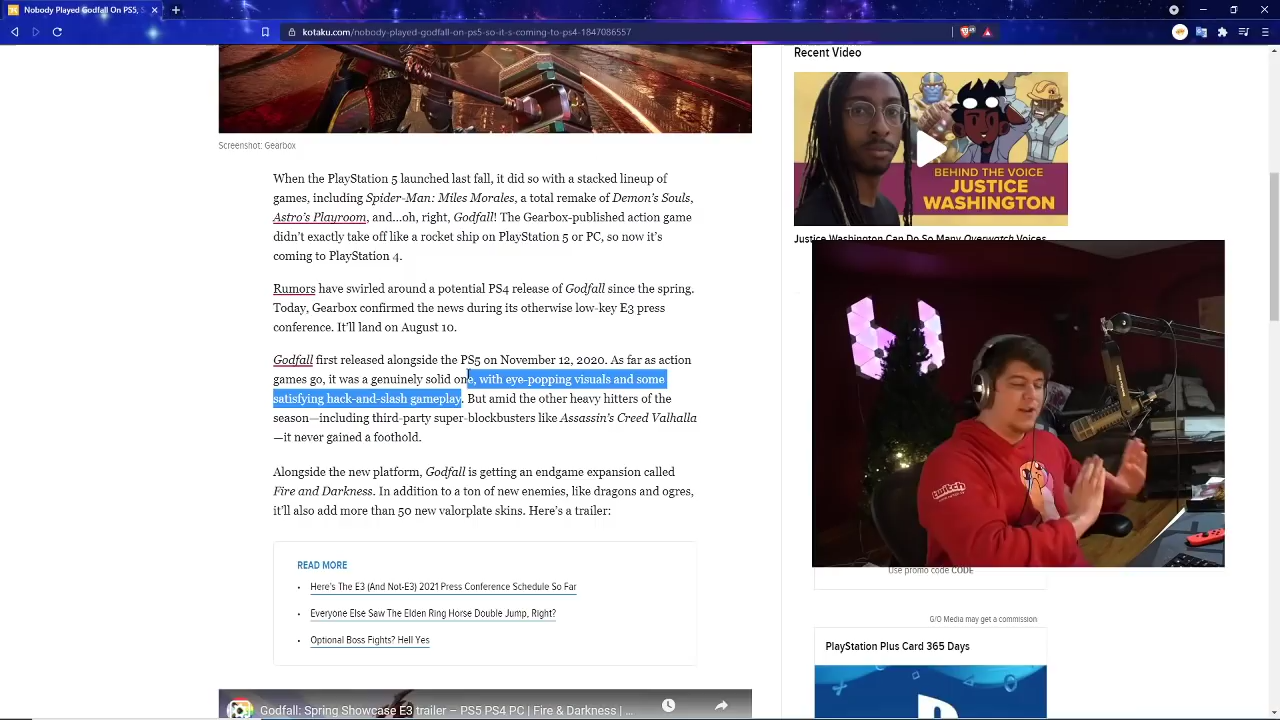 Nobody Played Godfall On PS5, S
kotaku.com/nobody-played-godfall-on-ps5-so-it-s-coming-to-ps4-1847086557
Screenshot: Gearbox
When the PlayStation 5 launched last fall, it did so with a stacked lineup of
games, including Spider-Man: Miles Morales, a total remake of Demon's Souls,
Astro's Playroom, and...oh, right, Godfall! The Gearbox-published action game
didn't exactly take off like a rocket ship on PlayStation 5 or PC, so now it's
coming to PlayStation 4.
Rumors have swirled around a potential PS4 release of Godfall since the spring.
Today, Gearbox confirmed the news during its otherwise low-key E3 press
conference. It'll land on August 10.
Godfall first released alongside the PS5 on November 12, 2020. As far as action
games go, it was a genuinely solid one, with eye-popping visuals and some
satisfying hack-and-slash gameplay. But amid the other heavy hitters of the
season—including third-party super-blockbusters like Assassin's Creed Valhalla
—it never gained a foothold.
Alongside the new platform, Godfall is getting an endgame expansion called
Fire and Darkness. In addition to a ton of new enemies, like dragons and ogres,
it'll also add more than 50 new valorplate skins. Here's a trailer:
READ MORE
Here's The E3 (And Not-E3) 2021 Press Conference Schedule So Far
Everyone Else Saw The Elden Ring Horse Double Jump, Right?
Optional Boss Fights? Hell Yes
Godfall: Spring Showcase E3 trailer – PS5 PS4 PC | Fire & Darkness | ...
Recent Video
BEHIND THE VOICE
JUSTICE
WASHINGTON
Justice Washington Can Do So Many Overwatch Voices
twitch
Use promo code CODE
G/O Media may get a commission
PlayStation Plus Card 365 Days